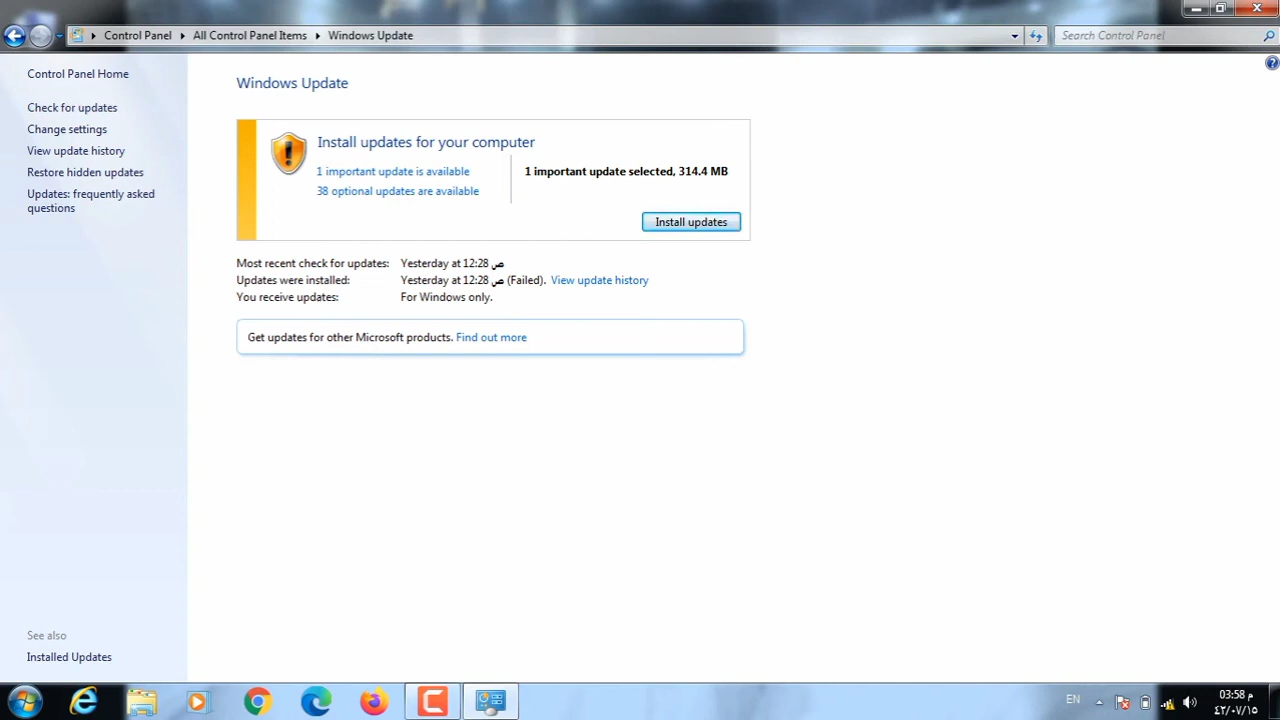 Control Panel
All Control Panel Items
Windows Update
Search Control Panel
Control Panel Home
Check for updates
Change settings
View update history
Restore hidden updates
Updates: frequently asked
questions
See also
Installed Updates
Windows Update
Install updates for your computer
1 important update is available
38 optional updates are available
1 important update selected, 314.4 MB
Install updates
Most recent check for updates: Yesterday at 12:28 ص
Updates were installed: Yesterday at 12:28 ص (Failed). View update history
You receive updates: For Windows only.
Get updates for other Microsoft products. Find out more
EN
03:58 م
٤٢/٠٧/١٥